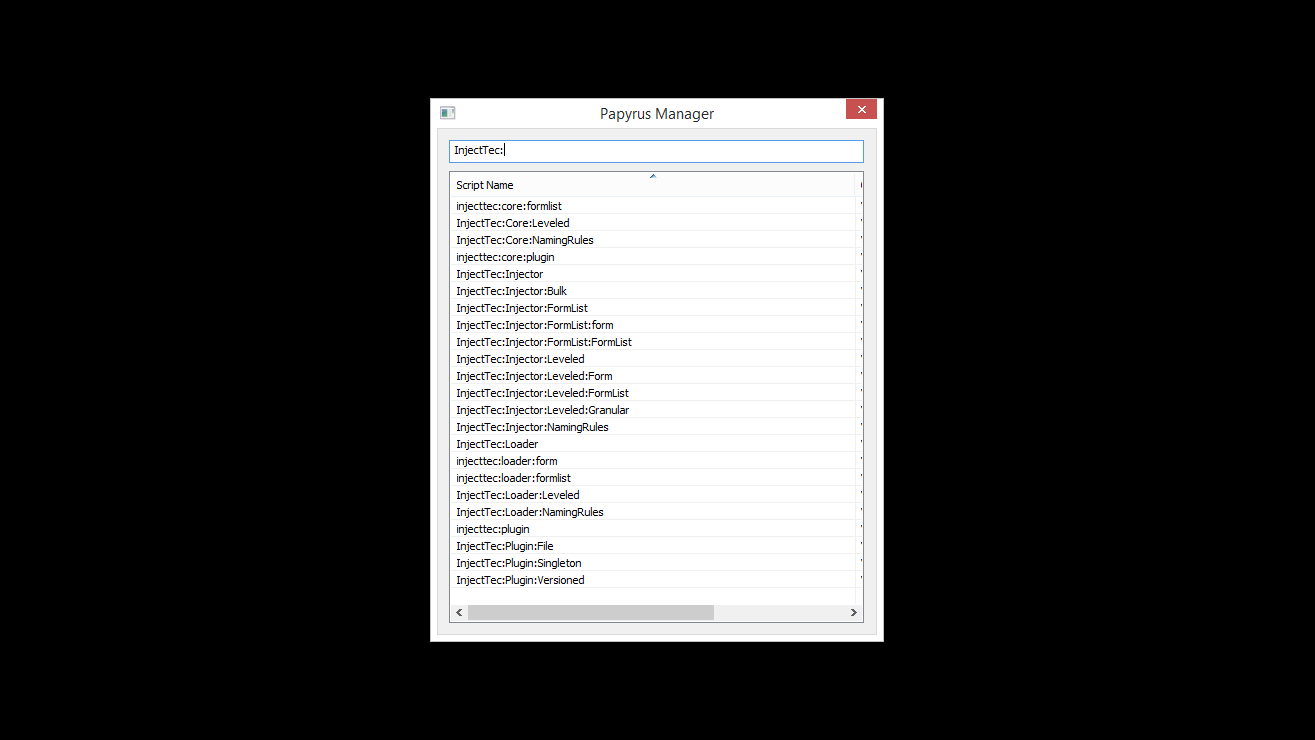 Papyrus Manager
InjectTec:
Script Name
injecttec:core:formlist
InjectTec:Core:Leveled
InjectTec:Core:NamingRules
injecttec:core:plugin
InjectTec:Injector
InjectTec:Injector:Bulk
InjectTec:Injector:FormList
InjectTec:Injector:FormList:form
InjectTec:Injector:FormList:FormList
InjectTec:Injector:Leveled
InjectTec:Injector:Leveled:Form
InjectTec:Injector:Leveled:FormList
InjectTec:Injector:Leveled:Granular
InjectTec:Injector:NamingRules
InjectTec:Loader
injecttec:loader:form
injecttec:loader:formlist
InjectTec:Loader:Leveled
InjectTec:Loader:NamingRules
injecttec:plugin
InjectTec:Plugin:File
InjectTec:Plugin:Singleton
InjectTec:Plugin:Versioned